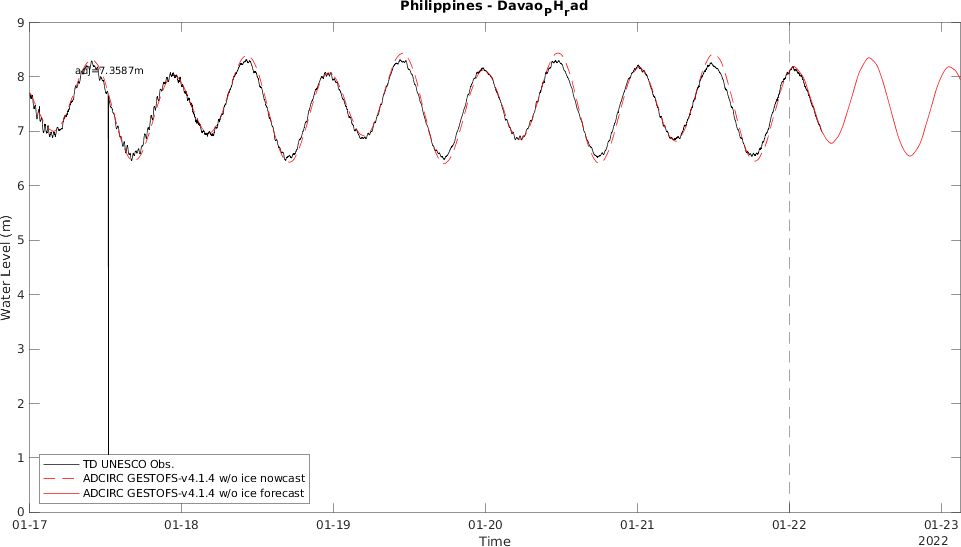 Philippines - DavaoPHrad
Water Level (m)
9
8
7
6
5
4
3
2
1
0
adj=7.3587m
TD UNESCO Obs.
ADCIRC GESTOFS-v4.1.4 w/o ice nowcast
ADCIRC GESTOFS-v4.1.4 w/o ice forecast
01-17 01-18 01-19 01-20 01-21 01-22 01-23
Time
2022